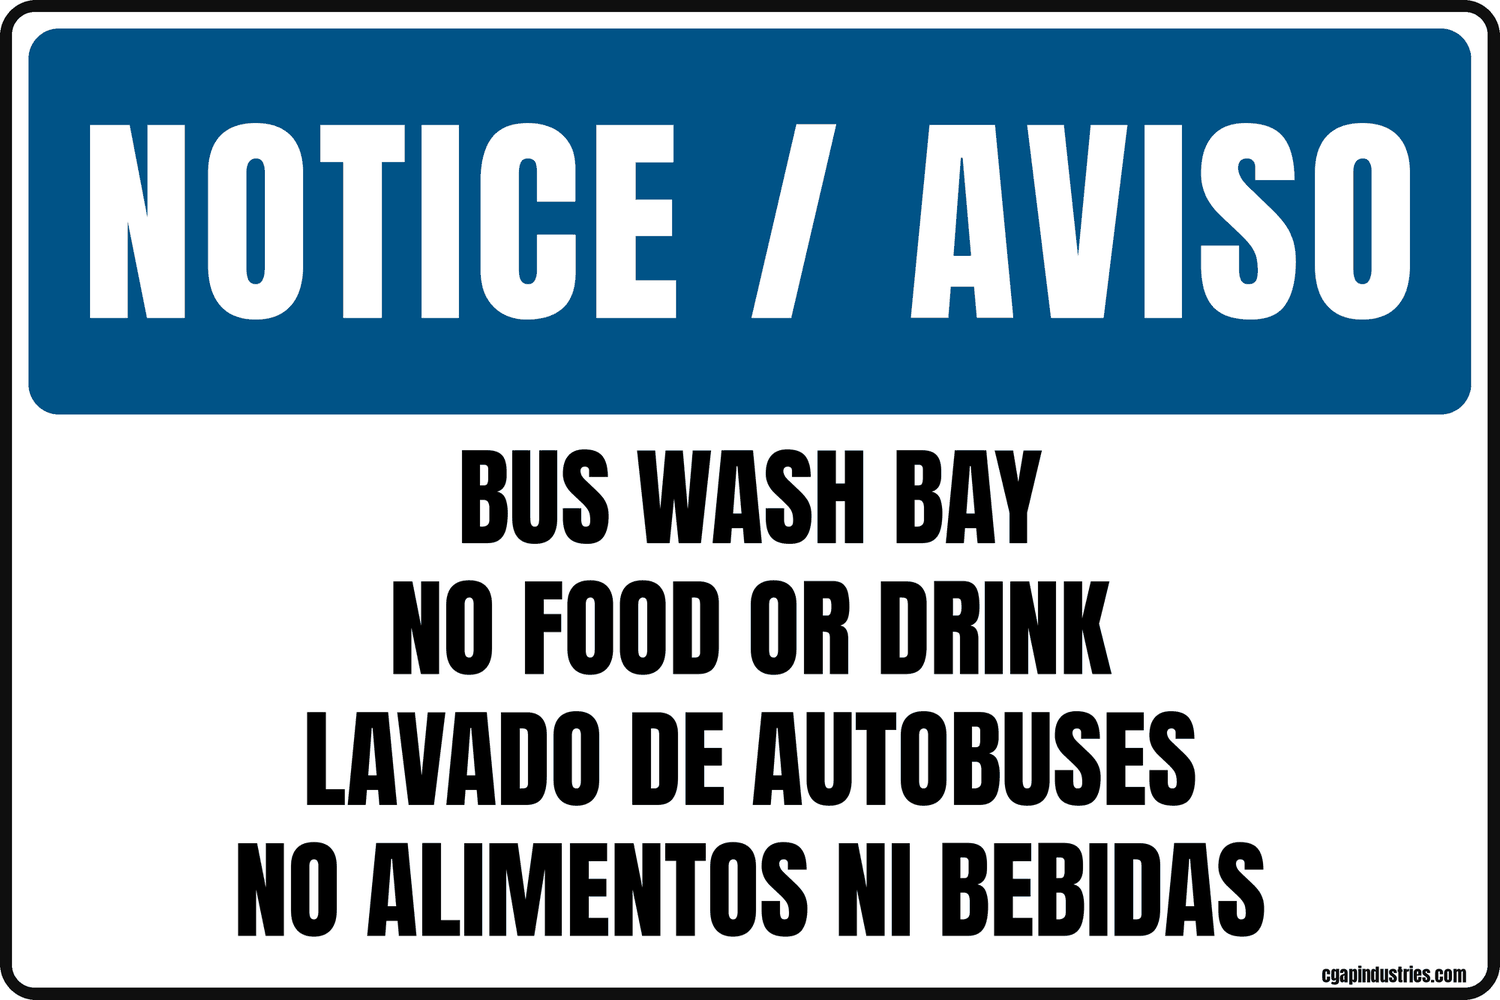 NOTICE / AVISO
BUS WASH BAY
NO FOOD OR DRINK
LAVADO DE AUTOBUSES
NO ALIMENTOS NI BEBIDAS
cgapindustries.com